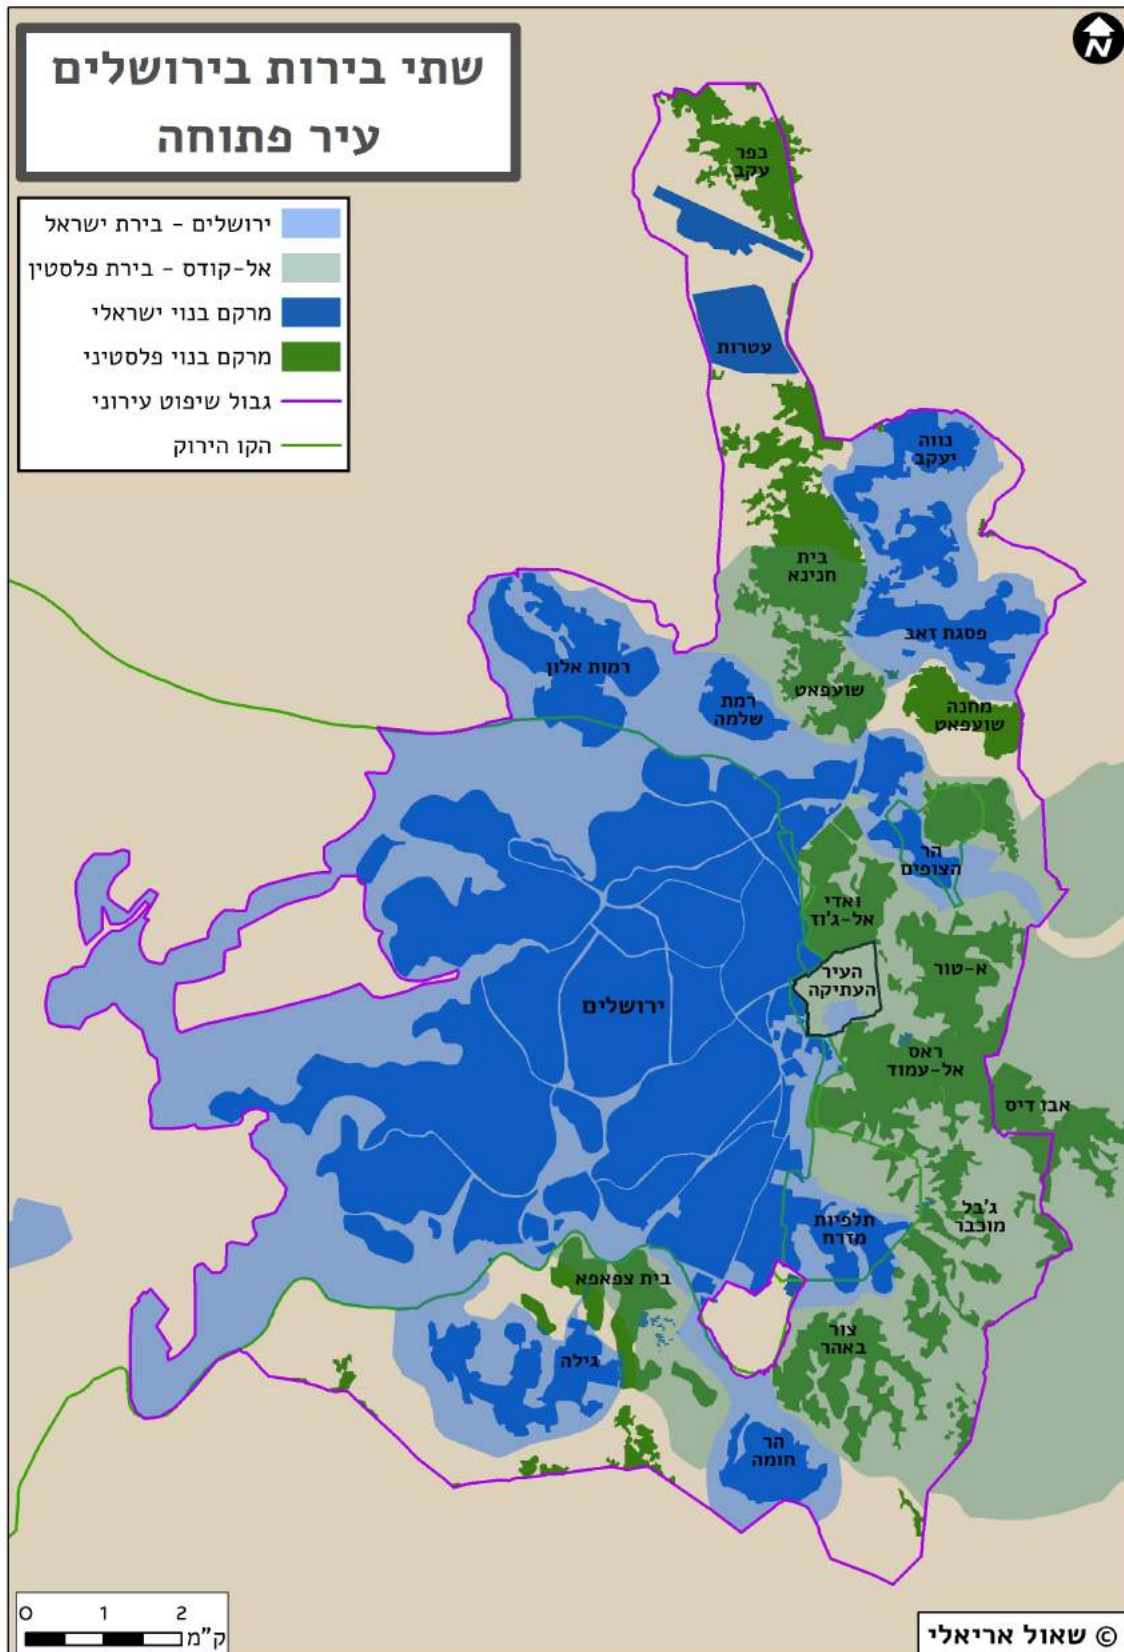 שתי בירות בירושלים
עיר פתוחה
N
ירושלים - בירת ישראל
אל-קודס - בירת פלסטין
מרקם בנוי ישראלי
מרקם בנוי פלסטיני
גבול שיפוט עירוני
הקו הירוק
כפר
עקב
עטרות
נווה
יעקב
בית
חנינא
פסגת זאב
רמות אלון
רמת
שלמה
שועפאט
מחנה
שועפאט
הר
הצופים
ואדי
אל-ג'וז
א-טור
העיר
העתיקה
ירושלים
ראס
אל-עמוד
אבו דיס
ג'בל
מוכבר
תלפיות
מזרח
בית צפאפא
צור
באהר
גילה
הר
חומה
0 1 2
ק"מ
© שאול אריאלי